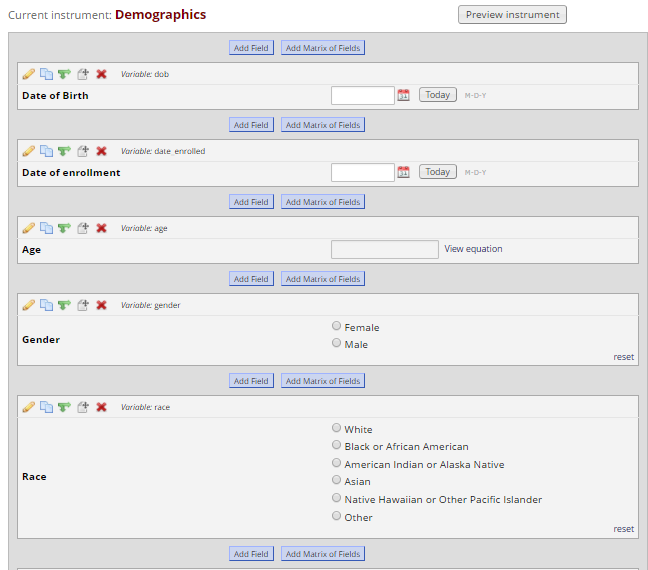 Current instrument: Demographics Preview instrument
Add Field Add Matrix of Fields
Variable: dob
Date of Birth 31 Today M-D-Y
Add Field Add Matrix of Fields
Variable: date_enrolled
Date of enrollment 31 Today M-D-Y
Add Field Add Matrix of Fields
Variable: age
Age View equation
Add Field Add Matrix of Fields
Variable: gender
Female
Gender
Male
reset
Add Field Add Matrix of Fields
Variable: race
White
Black or African American
American Indian or Alaska Native
Race
Asian
Native Hawaiian or Other Pacific Islander
Other
reset
Add Field Add Matrix of Fields